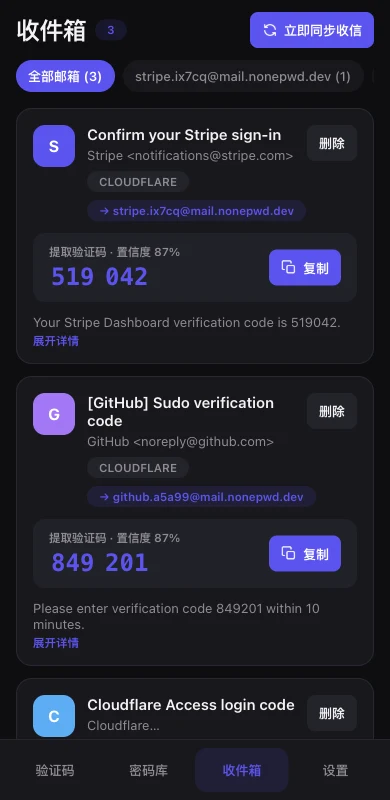 收件箱 3 立即同步收信
全部邮箱 (3) stripe.ix7cq@mail.nonepwd.dev (1)
S Confirm your Stripe sign-in 删除
Stripe <notifications@stripe.com>
CLOUDFLARE
→ stripe.ix7cq@mail.nonepwd.dev
提取验证码 · 置信度 87%
519 042 复制
Your Stripe Dashboard verification code is 519042.
展开详情
G [GitHub] Sudo verification 删除
code
GitHub <noreply@github.com>
CLOUDFLARE
→ github.a5a99@mail.nonepwd.dev
提取验证码 · 置信度 87%
849 201 复制
Please enter verification code 849201 within 10
minutes.
展开详情
C Cloudflare Access login code 删除
Cloudflare...
验证码 密码库 收件箱 设置